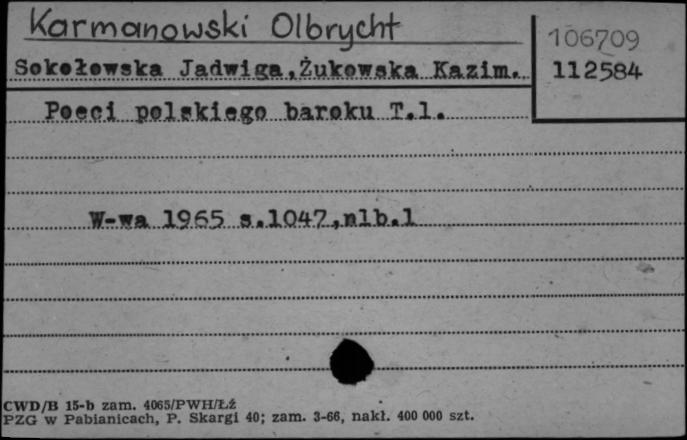 Karmanowski Olbrycht
106709
Sokołowska Jadwiga,Żukowska Kazim.
112584
Poeci polskiego baroku T.1.
W-wa 1965 s.1047,nlb.1
CWD/B 15-b zam. 4065/PWH/Łź
PZG w Pabianicach, P. Skargi 40; zam. 3-66, nakł. 400 000 szt.